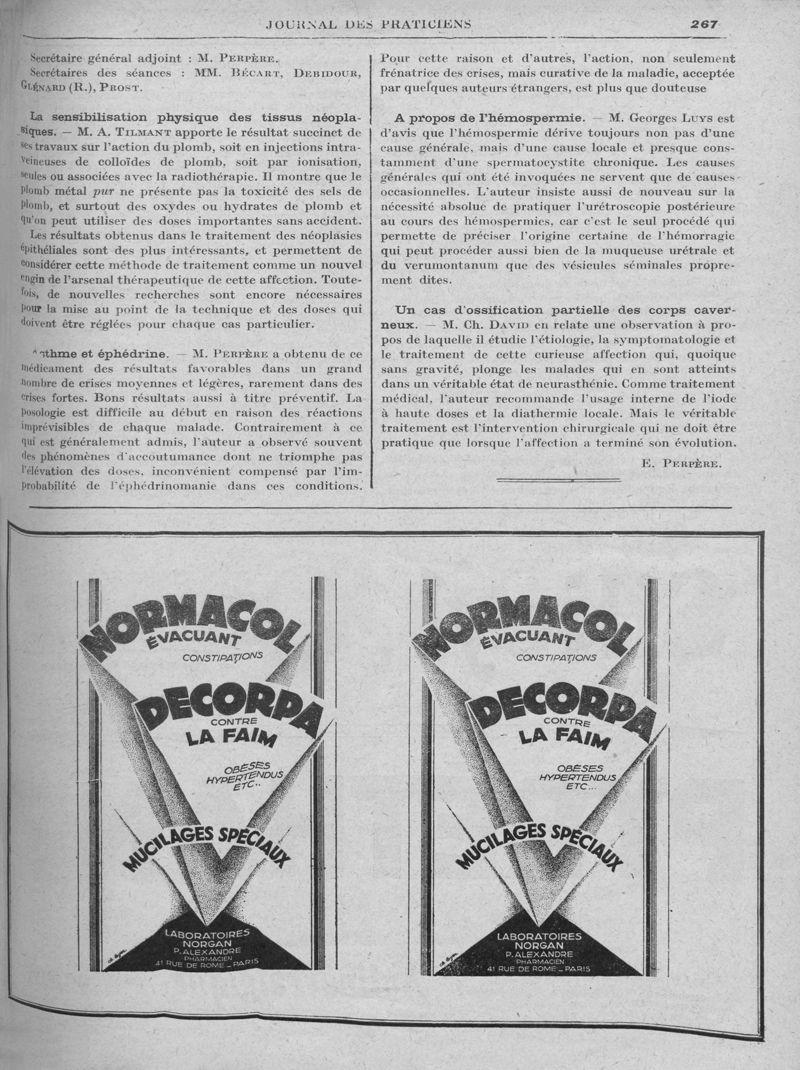 JOURNAL DES PRATICIENS 267
Secrétaire général adjoint : M. PERPÈRE.
Secrétaires des séances : MM. BÉCART, DEBIDOUR,
GLÉNARD (R.), PROST.
La sensibilisation physique des tissus néopla-
siques. — M. A. TILMANT apporte le résultat succinct de
ses travaux sur l'action du plomb, soit en injections intra-
veineuses de colloïdes de plomb, soit par ionisation,
seules ou associées avec la radiothérapie. Il montre que le
plomb métal pur ne présente pas la toxicité des sels de
plomb, et surtout des oxydes ou hydrates de plomb et
qu'on peut utiliser des doses importantes sans accident.
Les résultats obtenus dans le traitement des néoplasies
épithéliales sont des plus intéressants, et permettent de
considérer cette méthode de traitement comme un nouvel
engin de l'arsenal thérapeutique de cette affection. Toute-
fois, de nouvelles recherches sont encore nécessaires
pour la mise au point de la technique et des doses qui
doivent être réglées pour chaque cas particulier.
Asthme et éphédrine. — M. PERPÈRE a obtenu de ce
médicament des résultats favorables dans un grand
nombre de crises moyennes et légères, rarement dans des
crises fortes. Bons résultats aussi à titre préventif. La
posologie est difficile au début en raison des réactions
imprévisibles de chaque malade. Contrairement à ce
qui est généralement admis, l'auteur a observé souvent
des phénomènes d'accoutumance dont ne triomphe pas
l'élévation des doses, inconvénient compensé par l'im-
probabilité de l'éphédrinomanie dans ces conditions.
Pour cette raison et d'autres, l'action, non seulement
frénatrice des crises, mais curative de la maladie, acceptée
par quelques auteurs étrangers, est plus que douteuse
A propos de l'hémospermie. — M. Georges LUYS est
d'avis que l'hémospermie dérive toujours non pas d'une
cause générale, mais d'une cause locale et presque cons-
tamment d'une spermatocystite chronique. Les causes
générales qui ont été invoquées ne servent que de causes
occasionnelles. L'auteur insiste aussi de nouveau sur la
nécessité absolue de pratiquer l'urétroscopie postérieure
au cours des hémospermies, car c'est le seul procédé qui
permette de préciser l'origine certaine de l'hémorragie
qui peut procéder aussi bien de la muqueuse urétrale et
du verumontanum que des vésicules séminales propre-
ment dites.
Un cas d'ossification partielle des corps caver-
neux. — M. Ch. DAVID en relate une observation à pro-
pos de laquelle il étudie l'étiologie, la symptomatologie et
le traitement de cette curieuse affection qui, quoique
sans gravité, plonge les malades qui en sont atteints
dans un véritable état de neurasthénie. Comme traitement
médical, l'auteur recommande l'usage interne de l'iode
à haute doses et la diathermie locale. Mais le véritable
traitement est l'intervention chirurgicale qui ne doit être
pratique que lorsque l'affection a terminé son évolution.
E. PERPÈRE.
NORMACOL
ÉVACUANT
CONSTIPATIONS
DECORPA
CONTRE
LA FAIM
OBÈSES
HYPERTENDUS
ETC...
MUCILAGES SPÉCIAUX
LABORATOIRES
NORGAN
P. ALEXANDRE
PHARMACIEN
41 RUE DE ROME _ PARIS
NORMACOL
ÉVACUANT
CONSTIPATIONS
DECORPA
CONTRE
LA FAIM
OBÈSES
HYPERTENDUS
ETC...
MUCILAGES SPÉCIAUX
LABORATOIRES
NORGAN
P. ALEXANDRE
PHARMACIEN
41 RUE DE ROME _ PARIS